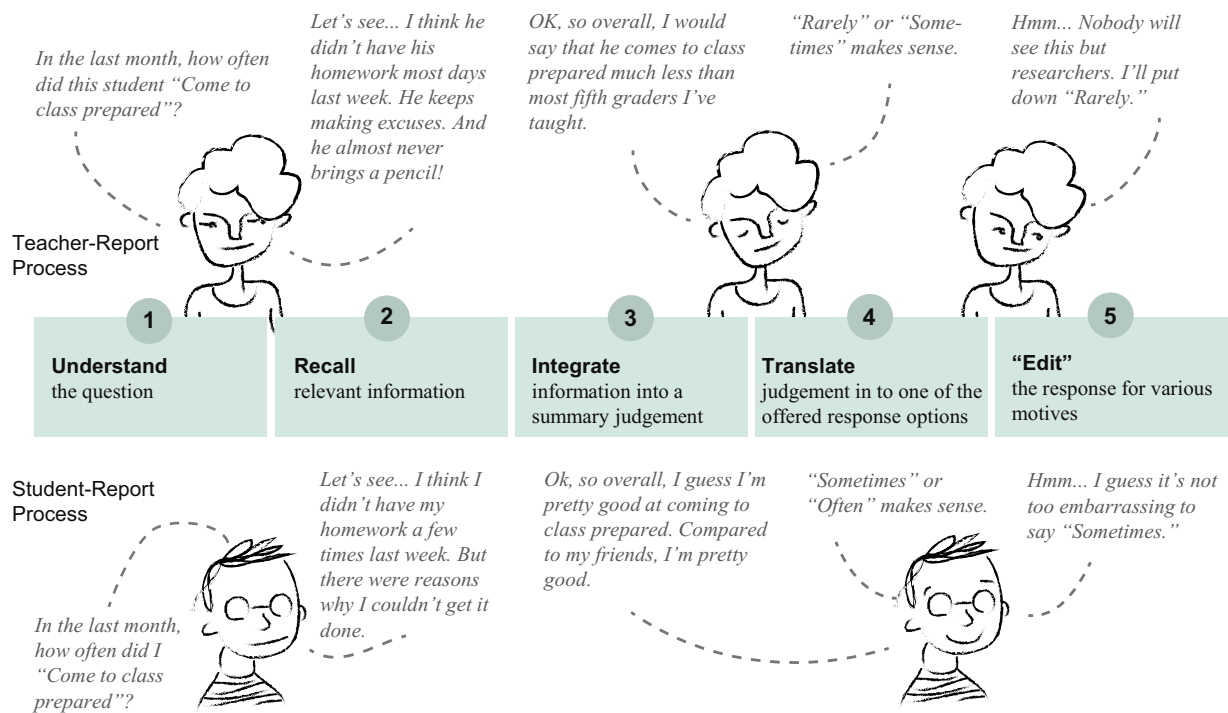 In the last month, how often
did this student “Come to
class prepared”?
Let’s see... I think he
didn’t have his
homework most days
last week. He keeps
making excuses. And
he almost never
brings a pencil!
OK, so overall, I would
say that he comes to class
prepared much less than
most fifth graders I’ve
taught.
“Rarely” or “Some-
times” makes sense.
Hmm... Nobody will
see this but
researchers. I’ll put
down “Rarely.”
Teacher-Report
Process
1
Understand
the question
2
Recall
relevant information
3
Integrate
information into a
summary judgement
4
Translate
judgement in to one of the
offered response options
5
“Edit”
the response for various
motives
Student-Report
Process
In the last month,
how often did I
“Come to class
prepared”?
Let’s see... I think I
didn’t have my
homework a few
times last week. But
there were reasons
why I couldn’t get it
done.
Ok, so overall, I guess I’m
pretty good at coming to
class prepared. Compared
to my friends, I’m pretty
good.
“Sometimes” or
“Often” makes sense.
Hmm... I guess it’s not
too embarrassing to
say “Sometimes.”